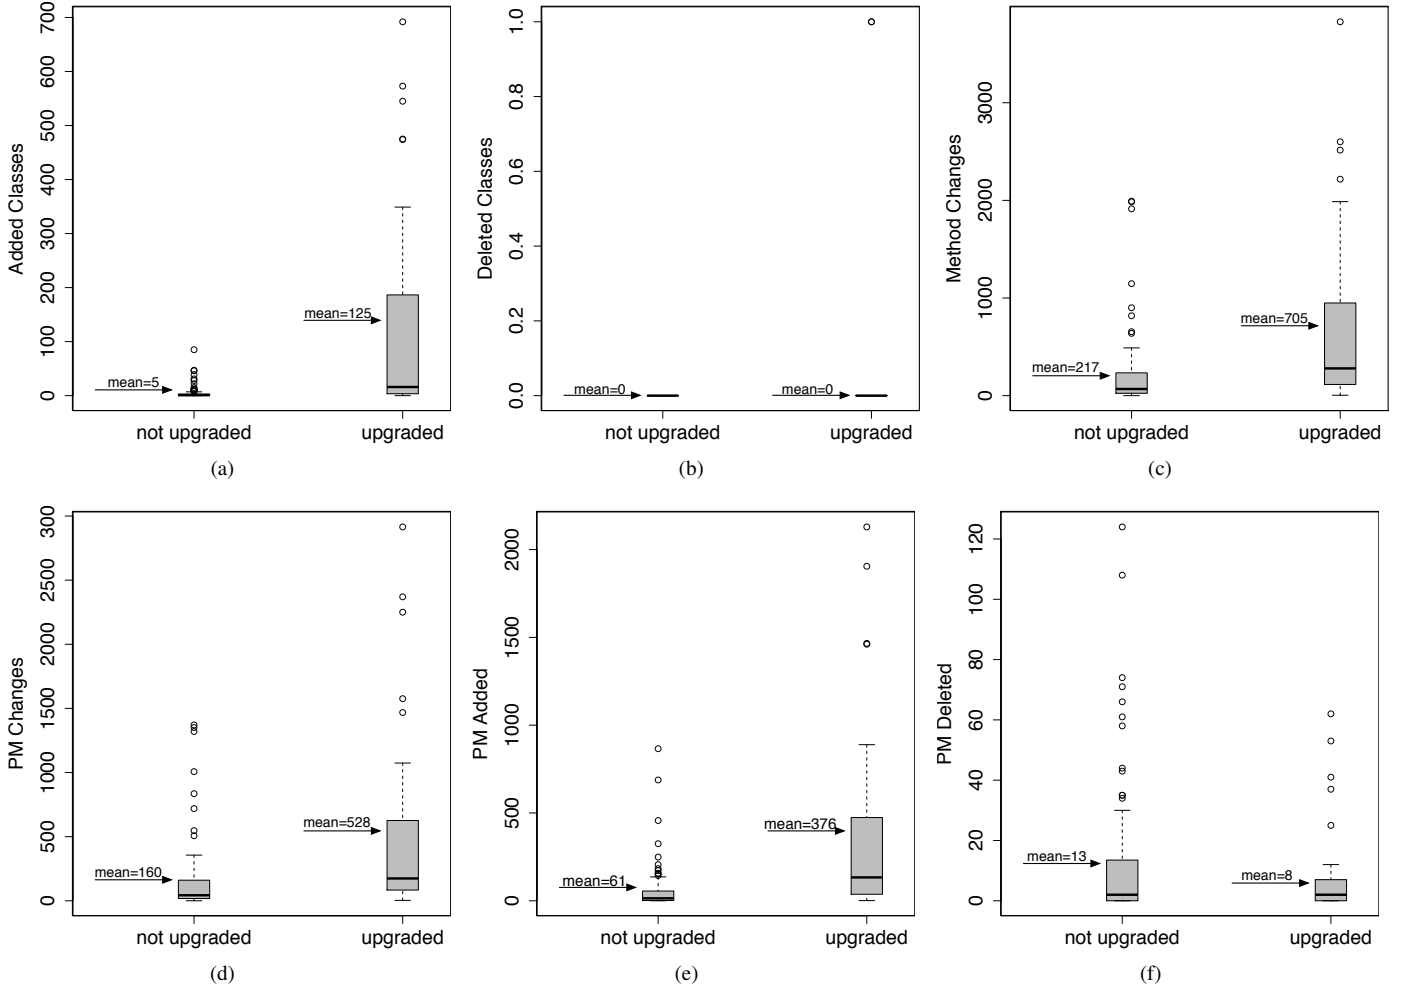 Added Classes
0 100 200 300 400 500 600 700
mean=5
mean=125
not upgraded upgraded
(a)
Deleted Classes
0.0 0.2 0.4 0.6 0.8 1.0
mean=0
mean=0
not upgraded upgraded
(b)
Method Changes
0 1000 2000 3000
mean=217
mean=705
not upgraded upgraded
(c)
PM Changes
0 500 1000 1500 2000 2500 300
mean=160
mean=528
not upgraded upgraded
(d)
PM Added
0 500 1000 1500 2000
mean=61
mean=376
not upgraded upgraded
(e)
PM Deleted
0 20 40 60 80 100 120
mean=13
mean=8
not upgraded upgraded
(f)